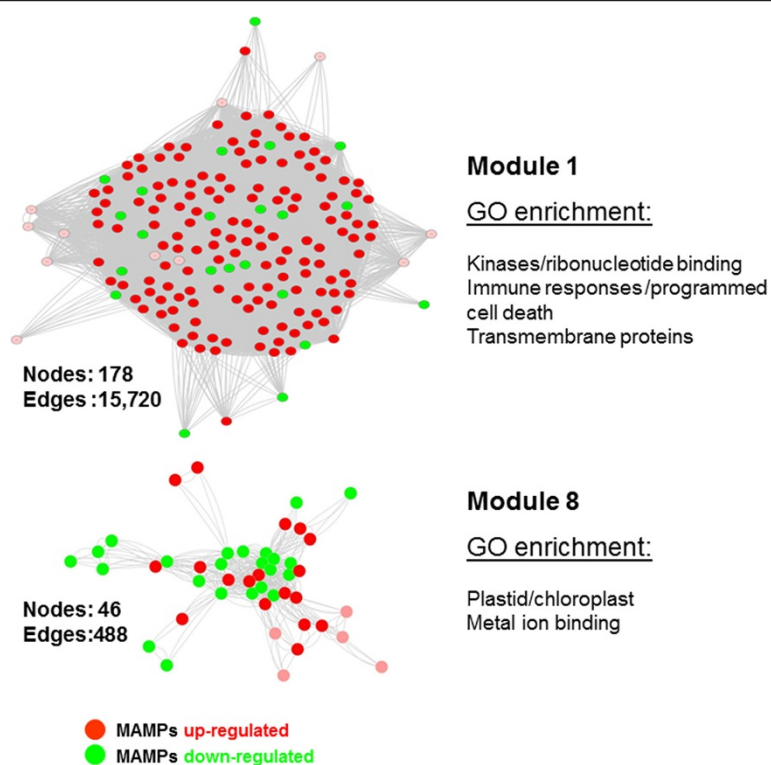 Module 1
GO enrichment:
Kinases/ribonucleotide binding
Immune responses/programmed
cell death
Transmembrane proteins
Nodes: 178
Edges :15,720
Module 8
GO enrichment:
Plastid/chloroplast
Metal ion binding
Nodes: 46
Edges:488
MAMPs up-regulated
MAMPs down-regulated